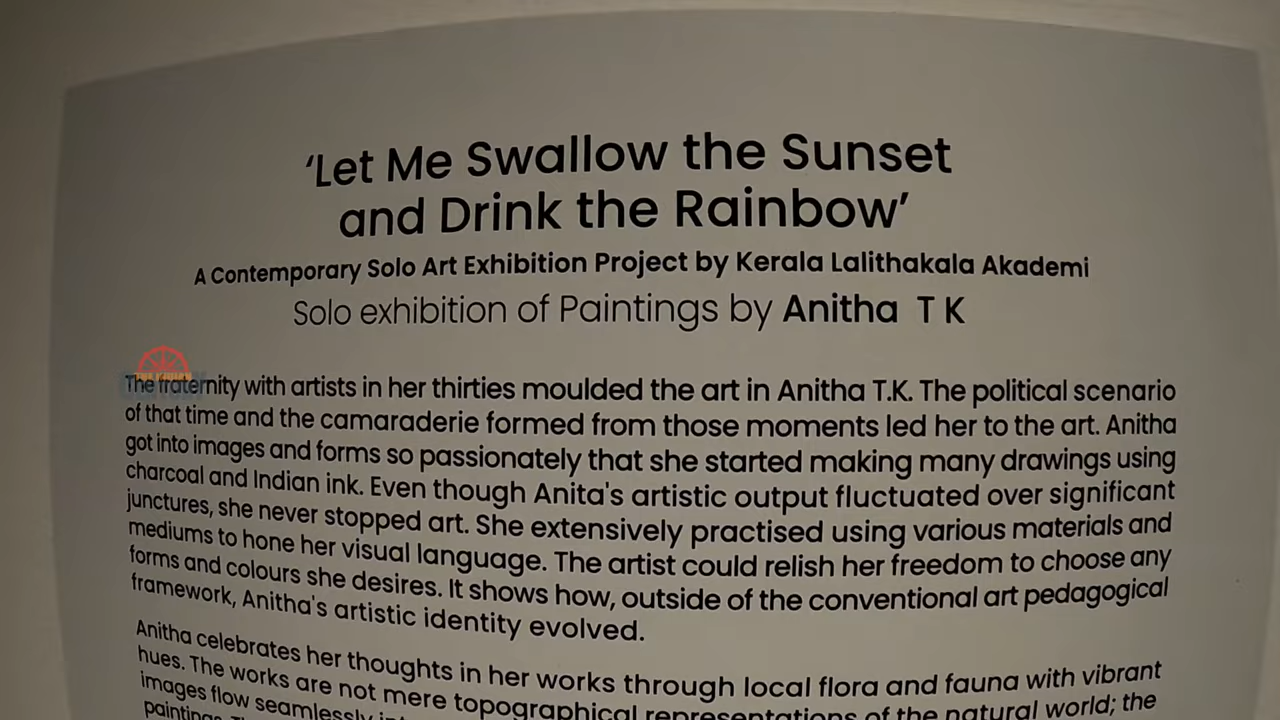 ‘Let Me Swallow the Sunset
and Drink the Rainbow’
A Contemporary Solo Art Exhibition Project by Kerala Lalithakala Akademi
Solo exhibition of Paintings by Anitha T K
The fraternity with artists in her thirties moulded the art in Anitha T.K. The political scenario
of that time and the camaraderie formed from those moments led her to the art. Anitha
got into images and forms so passionately that she started making many drawings using
charcoal and Indian ink. Even though Anita's artistic output fluctuated over significant
junctures, she never stopped art. She extensively practised using various materials and
mediums to hone her visual language. The artist could relish her freedom to choose any
forms and colours she desires. It shows how, outside of the conventional art pedagogical
framework, Anitha's artistic identity evolved.
Anitha celebrates her thoughts in her works through local flora and fauna with vibrant
hues. The works are not mere topographical representations of the natural world; the
images flow seamlessly